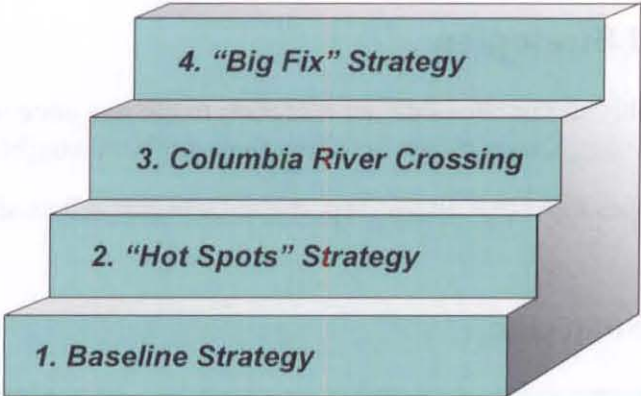 4. “Big Fix” Strategy
3. Columbia River Crossing
2. “Hot Spots” Strategy
1. Baseline Strategy